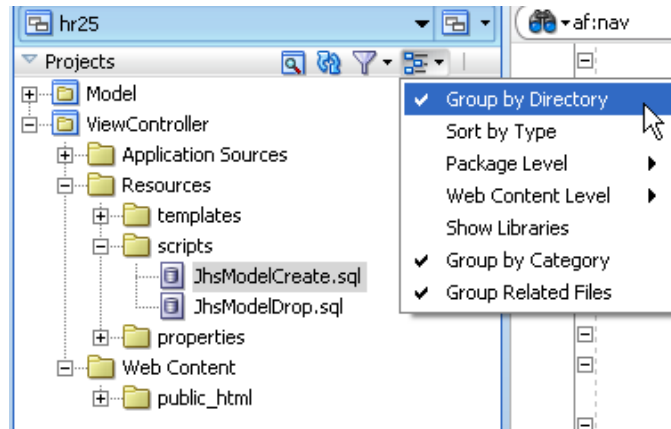 hr25
af:nav
Projects
Model
ViewController
Application Sources
Resources
templates
scripts
JhsModelCreate.sql
JhsModelDrop.sql
properties
Web Content
public_html
Group by Directory
Sort by Type
Package Level
Web Content Level
Show Libraries
Group by Category
Group Related Files